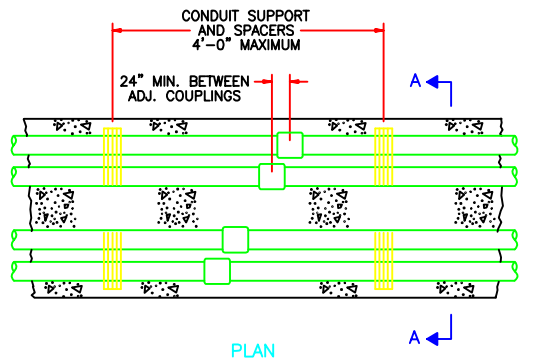 CONDUIT SUPPORT
AND SPACERS
4'-0" MAXIMUM
24" MIN. BETWEEN
ADJ. COUPLINGS
A
A
PLAN